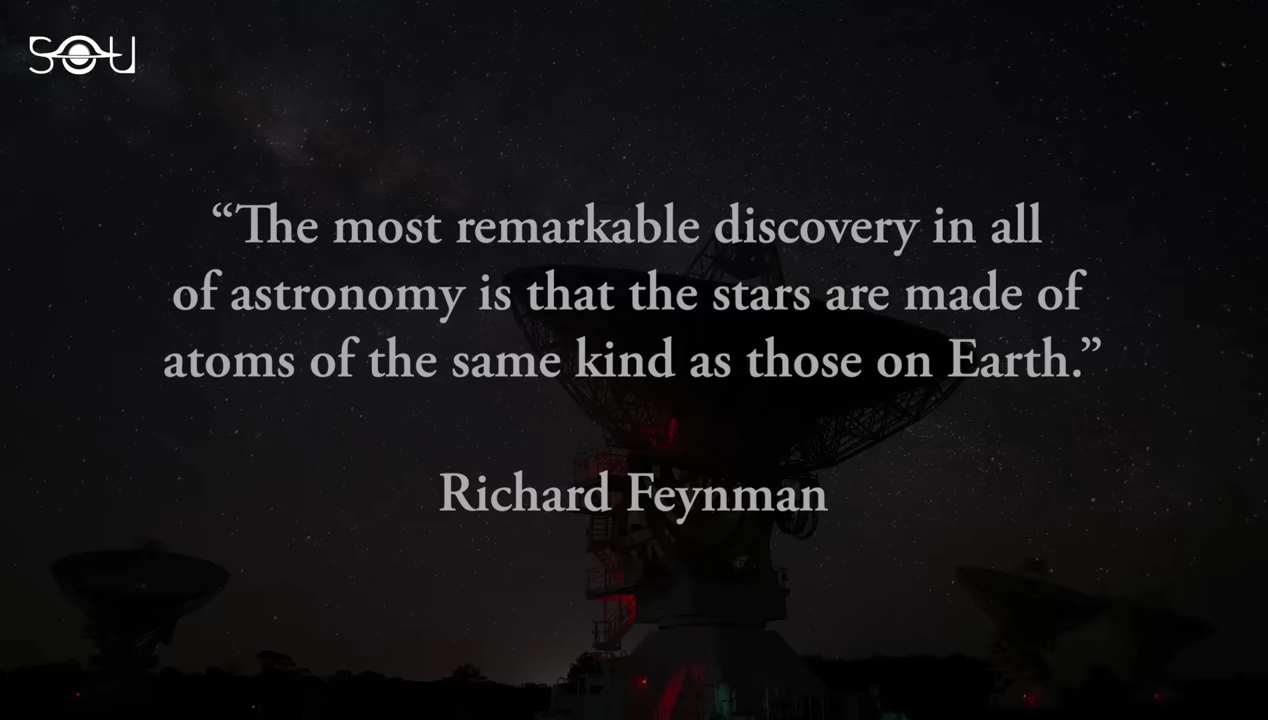 SOU
“The most remarkable discovery in all
of astronomy is that the stars are made of
atoms of the same kind as those on Earth.”
Richard Feynman